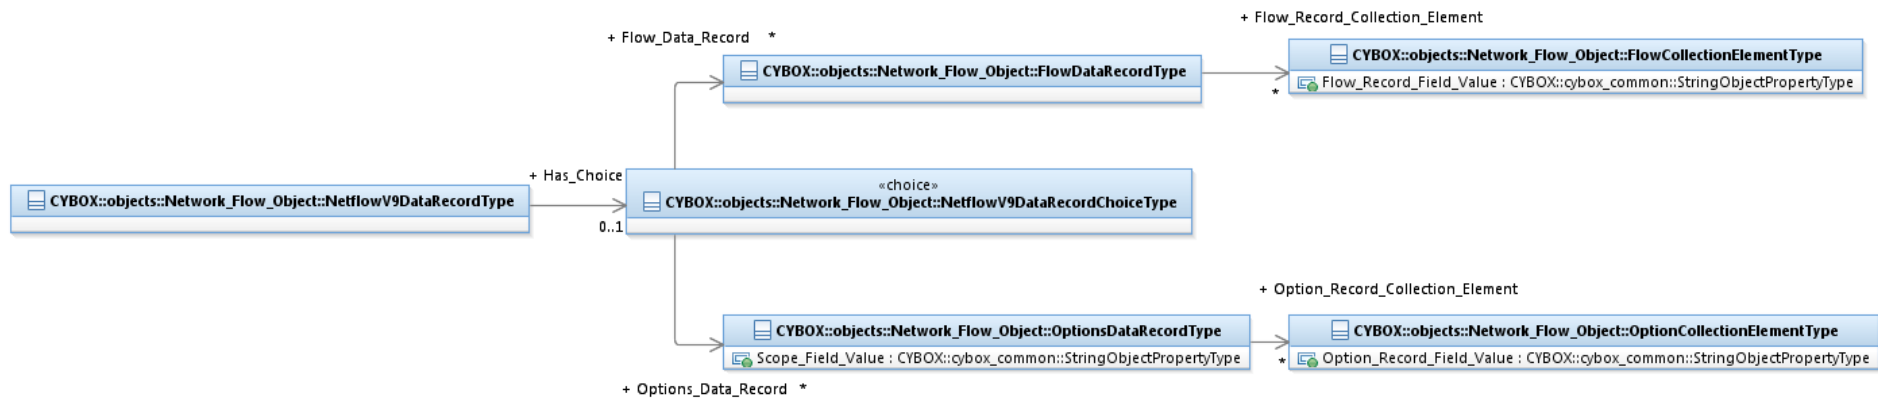 + Flow_Record_Collection_Element
+ Flow_Data_Record *
CYBOX::objects::Network_Flow_Object::FlowCollectionElementType
CYBOX::objects::Network_Flow_Object::FlowDataRecordType
Flow_Record_Field_Value : CYBOX::cybox_common::StringObjectPropertyType
*
+ Has_Choice
«choice»
CYBOX::objects::Network_Flow_Object::NetflowV9DataRecordType
CYBOX::objects::Network_Flow_Object::NetflowV9DataRecordChoiceType
0..1
+ Option_Record_Collection_Element
CYBOX::objects::Network_Flow_Object::OptionsDataRecordType
CYBOX::objects::Network_Flow_Object::OptionCollectionElementType
Scope_Field_Value : CYBOX::cybox_common::StringObjectPropertyType
*
Option_Record_Field_Value : CYBOX::cybox_common::StringObjectPropertyType
+ Options_Data_Record *